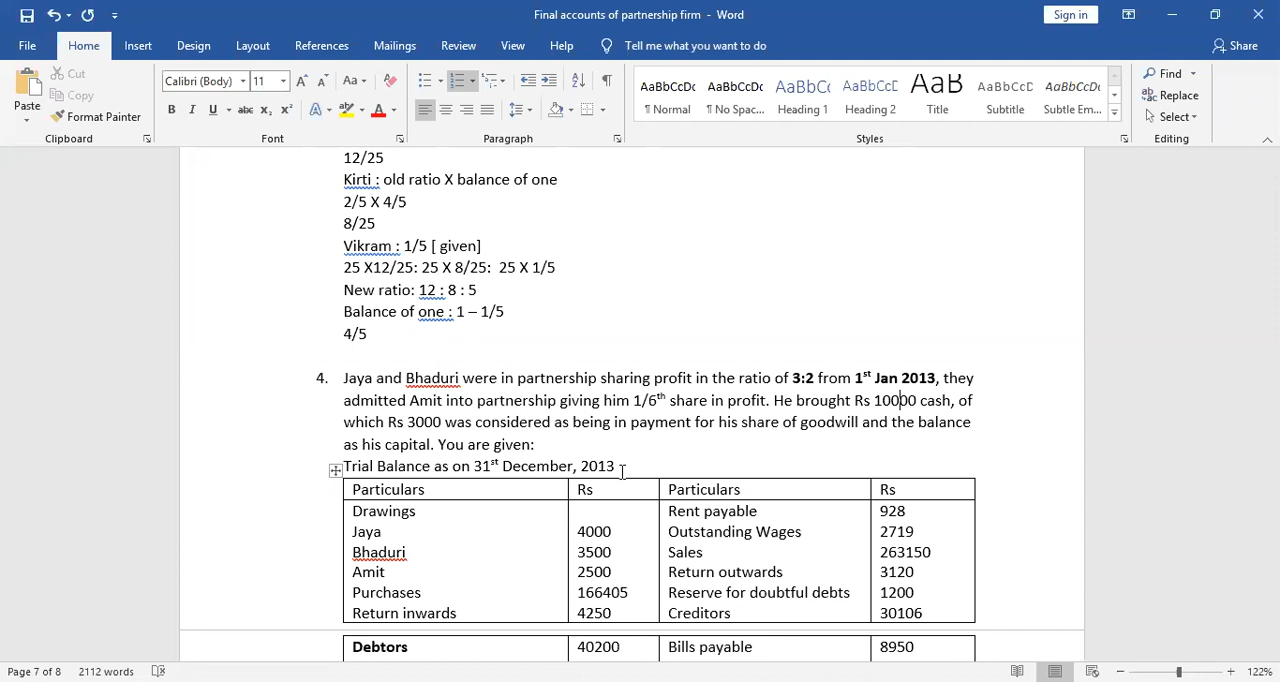 Final accounts of partnership firm - Word
Sign in
File Home Insert Design Layout References Mailings Review View Help Tell me what you want to do Share
Paste Cut Copy Format Painter
Calibri (Body) 11 Aa
B I U abc x₂ x² A
AaBbCcDc AaBbCcDc AaBbCc AaBbCcC AaB AaBbCcC AaBbCcDc
¶ Normal ¶ No Spac... Heading 1 Heading 2 Title Subtitle Subtle Em...
Find
Replace
Select
Clipboard Font Paragraph Styles Editing
12/25
Kirti : old ratio X balance of one
2/5 X 4/5
8/25
Vikram : 1/5 [ given]
25 X12/25: 25 X 8/25: 25 X 1/5
New ratio: 12 : 8 : 5
Balance of one : 1 – 1/5
4/5
4. Jaya and Bhaduri were in partnership sharing profit in the ratio of 3:2 from 1st Jan 2013, they
admitted Amit into partnership giving him 1/6th share in profit. He brought Rs 10000 cash, of
which Rs 3000 was considered as being in payment for his share of goodwill and the balance
as his capital. You are given:
Trial Balance as on 31st December, 2013
Particulars Rs Particulars Rs
Drawings Rent payable 928
Jaya 4000 Outstanding Wages 2719
Bhaduri 3500 Sales 263150
Amit 2500 Return outwards 3120
Purchases 166405 Reserve for doubtful debts 1200
Return inwards 4250 Creditors 30106
Debtors 40200 Bills payable 8950
Page 7 of 8 2112 words 122%